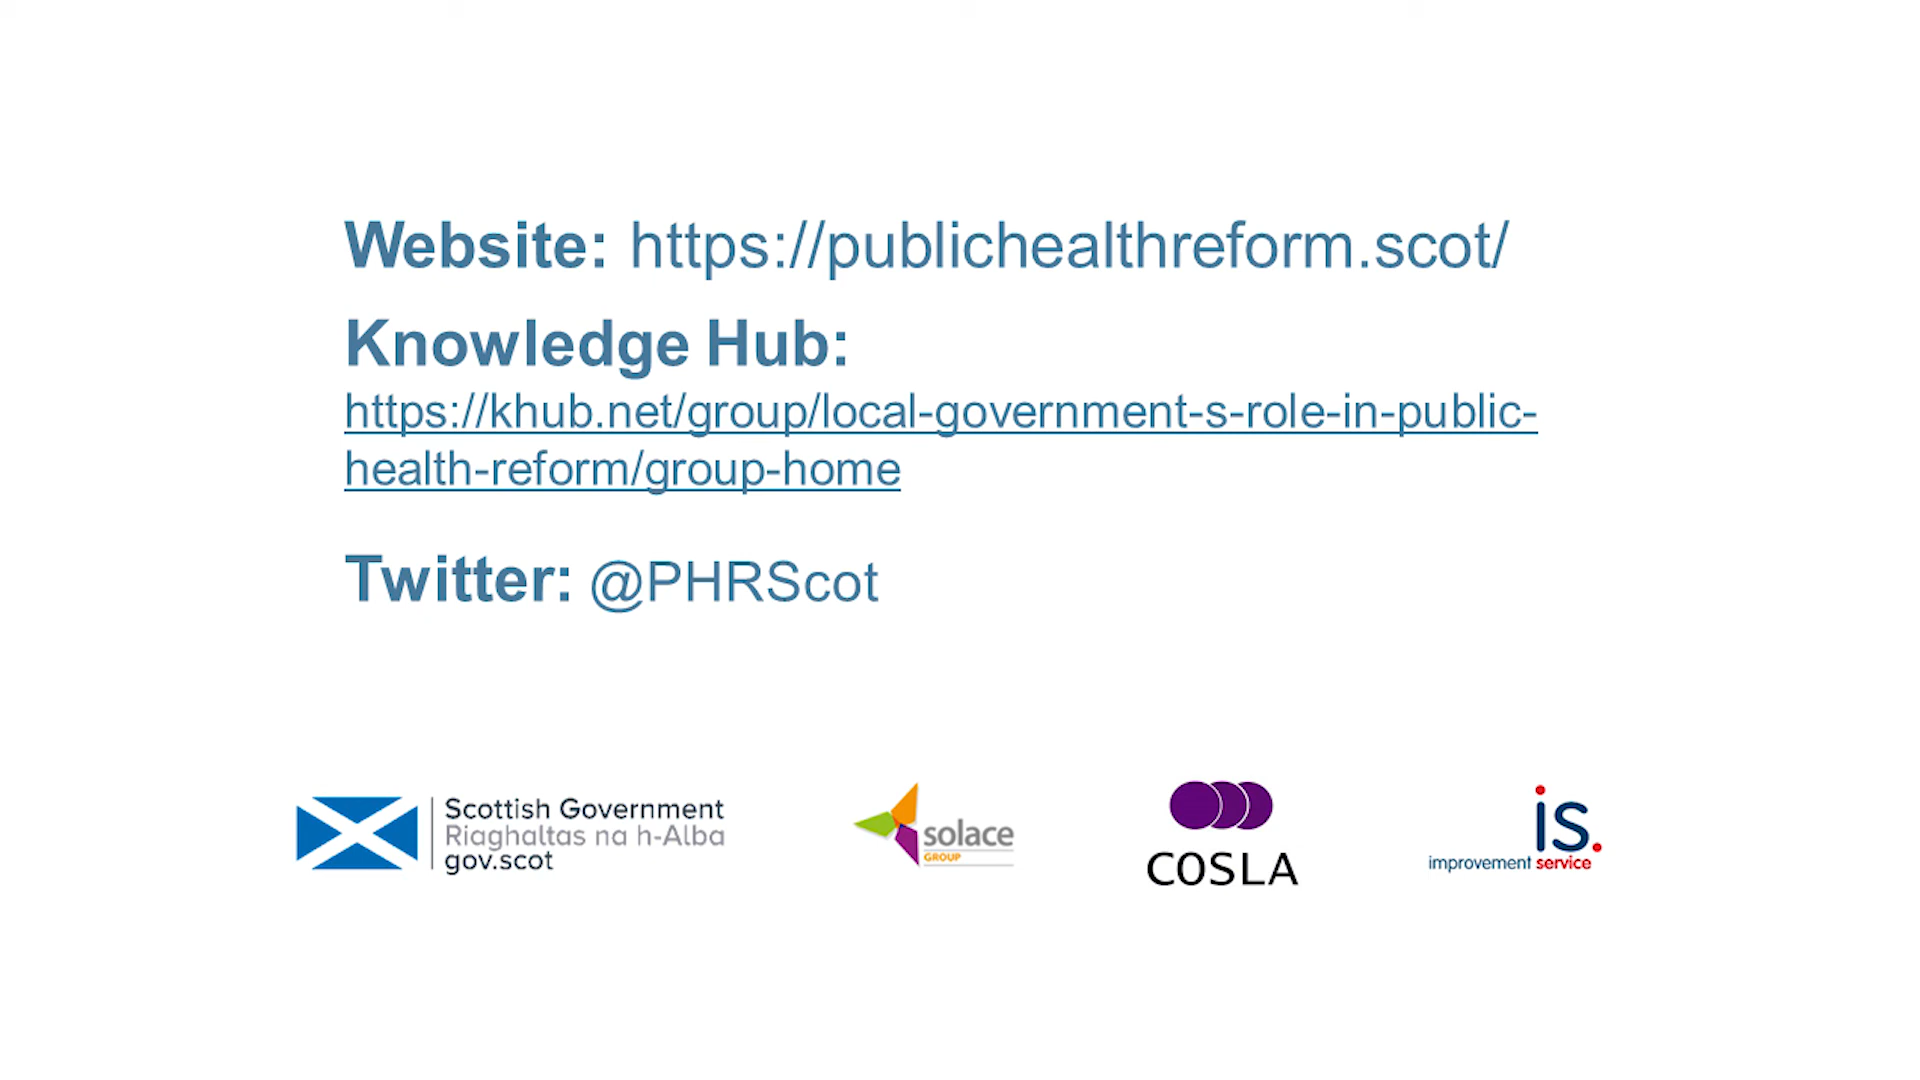 Website: https://publichealthreform.scot/
Knowledge Hub:
https://khub.net/group/local-government-s-role-in-public-
health-reform/group-home
Twitter: @PHRScot
Scottish Government
Riaghaltas na h-Alba
gov.scot
solace
GROUP
COSLA
is.
improvement service